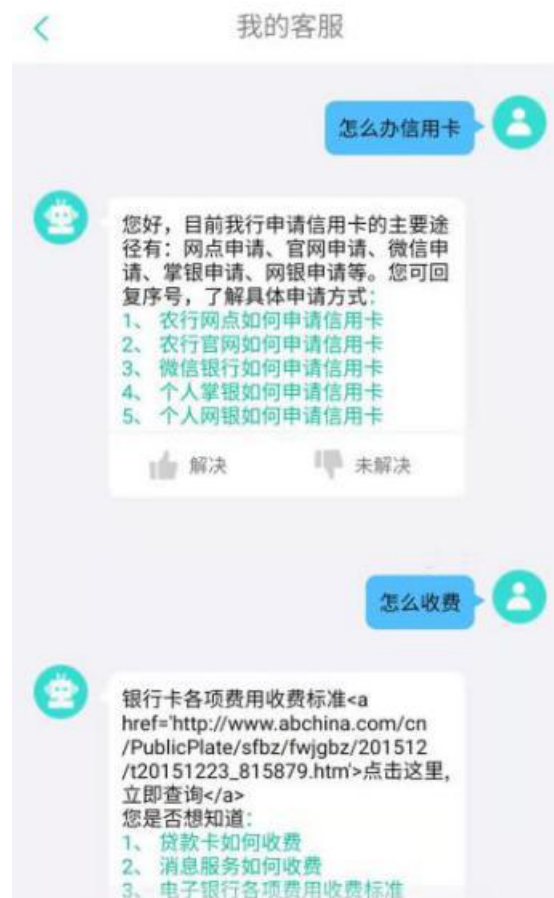 我的客服
怎么办信用卡
您好，目前我行申请信用卡的主要途
径有：网点申请、官网申请、微信申
请、掌银申请、网银申请等。您可回
复序号，了解具体申请方式：
1、 农行网点如何申请信用卡
2、 农行官网如何申请信用卡
3、 微信银行如何申请信用卡
4、 个人掌银如何申请信用卡
5、 个人网银如何申请信用卡
解决 未解决
怎么收费
银行卡各项费用收费标准<a
href='http://www.abchina.com/cn
/PublicPlate/sfbz/fwjgbz/201512
/t20151223_815879.htm'>点击这里,
立即查询</a>
您是否想知道：
1、 贷款卡如何收费
2、 消息服务如何收费
3、 电子银行各项费用收费标准